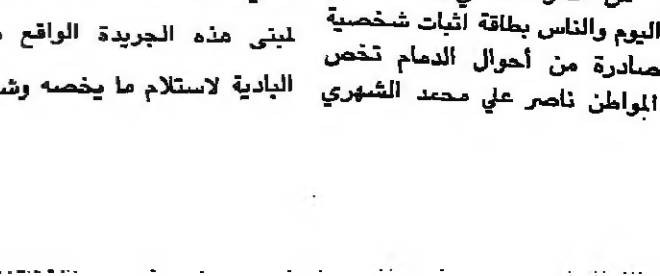 اليوم والناس بطاقة اثبات شخصية
صادرة من أحوال الدمام تخص
المواطن ناصر علي محمد الشهري
لمبنى هذه الجريدة الواقع
البادية لاستلام ما يخصه